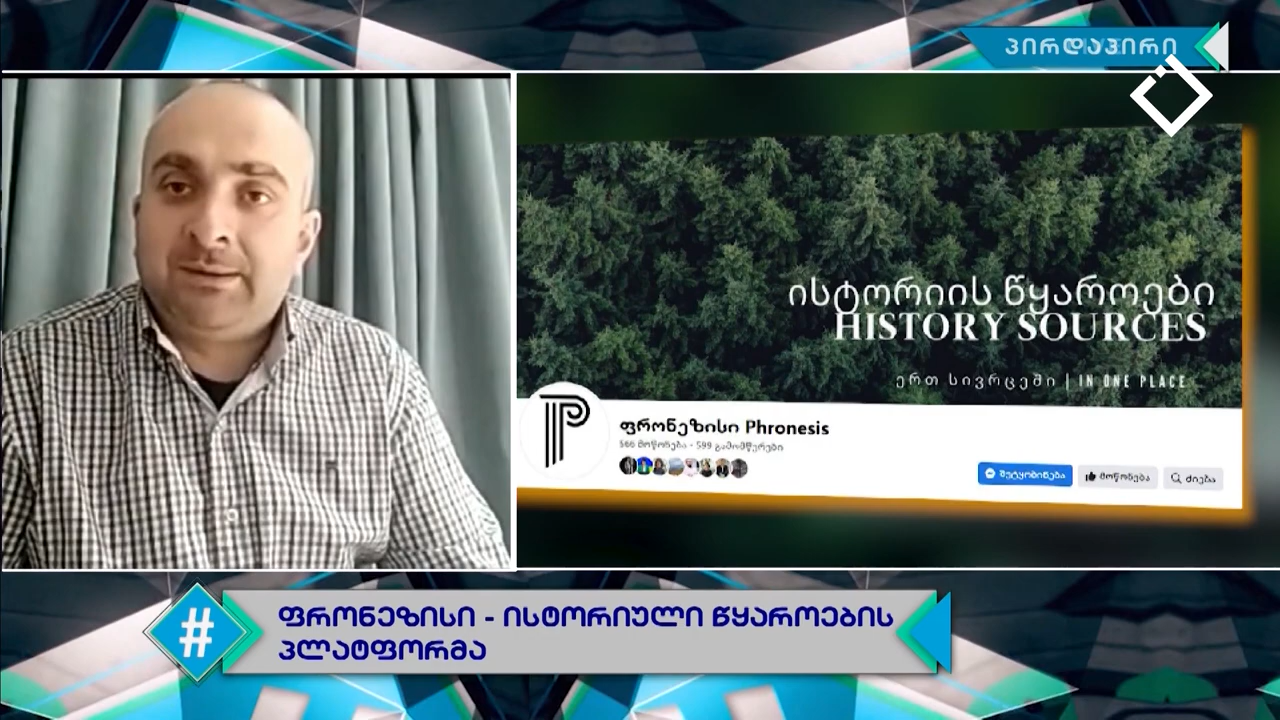 პირდაპირი
ისტორიის წყაროები
HISTORY SOURCES
ერთ სივრცეში | IN ONE PLACE
ფრონეზისი Phronesis
566 მოწონება • 599 გამომწერები
შეტყობინება
მოწონება
ძიება
#
ფრონეზისი - ისტორიული წყაროების
პლატფორმა